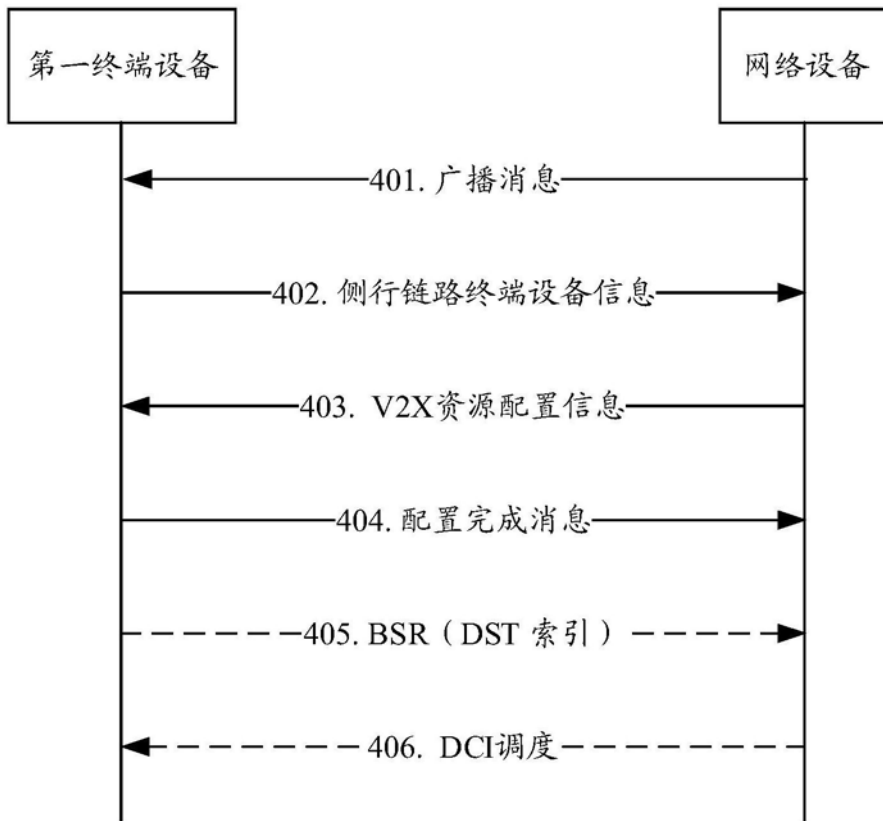 第一终端设备
网络设备
401. 广播消息
402. 侧行链路终端设备信息
403. V2X资源配置信息
404. 配置完成消息
405. BSR（DST 索引）
406. DCI调度